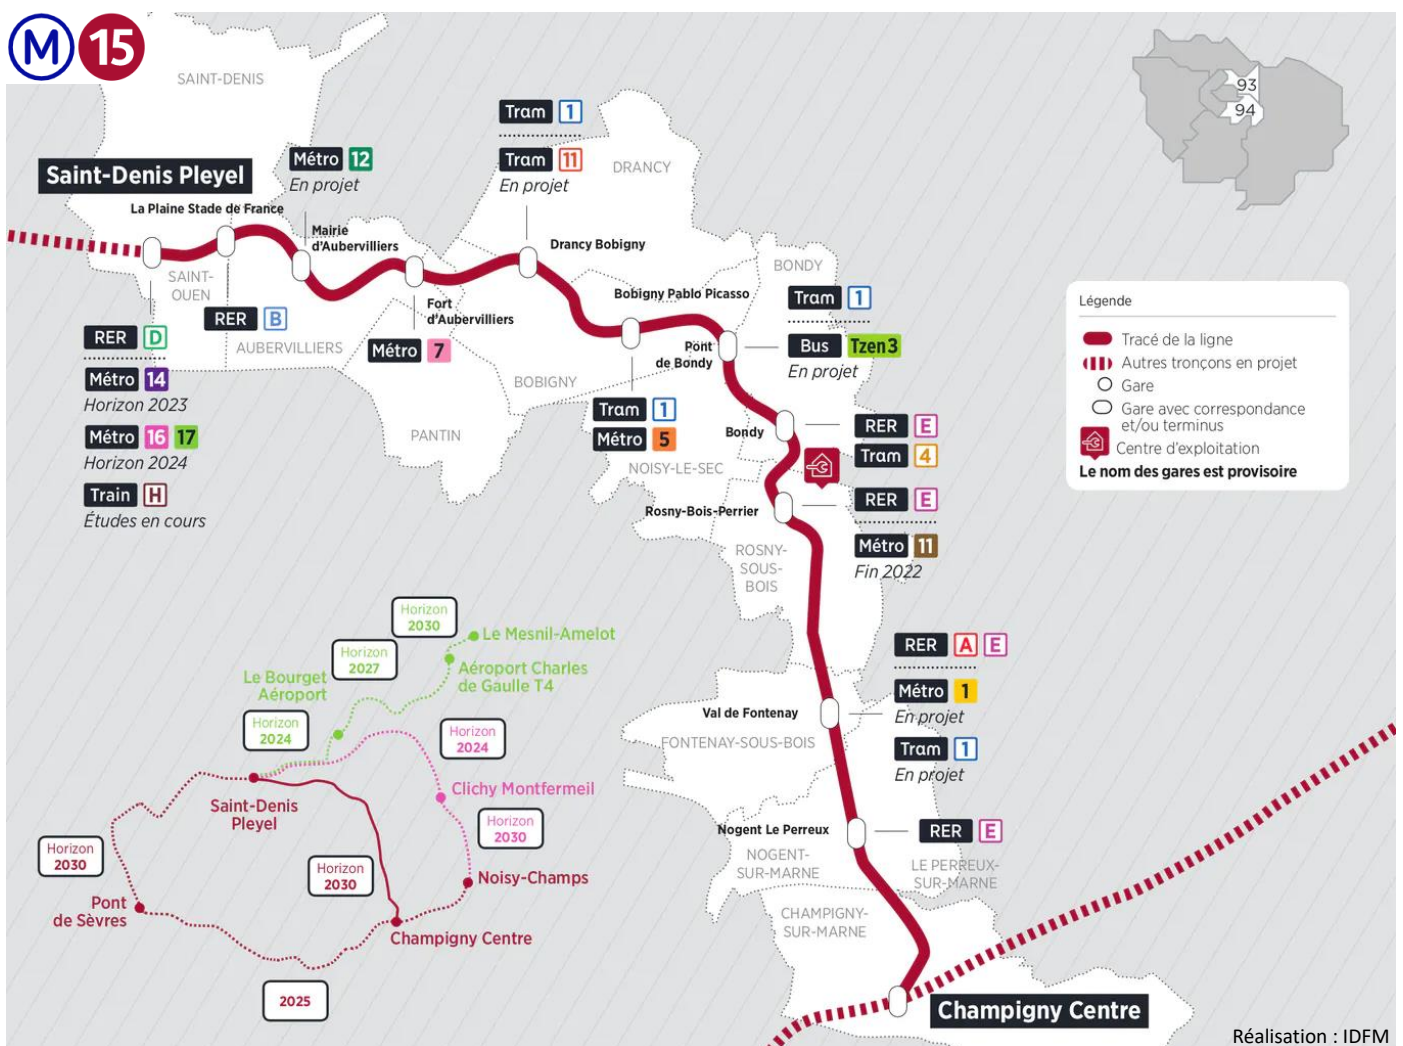 M 15
SAINT-DENIS
93
94
Tram 1
Tram 11
En projet
DRANCY
Métro 12
En projet
Saint-Denis Pleyel
La Plaine Stade de France
Mairie
d'Aubervilliers
Drancy Bobigny
BONDY
SAINT-
OUEN
Bobigny Pablo Picasso
Tram 1
Fort
d'Aubervilliers
RER B
RER D
AUBERVILLIERS
Métro 7
Pont
de Bondy
Bus Tzen3
En projet
Métro 14
Horizon 2023
BOBIGNY
Tram 1
Métro 5
Métro 16 17
Horizon 2024
PANTIN
Bondy
RER E
Tram 4
NOISY-LE-SEC
Train H
Études en cours
Rosny-Bois-Perrier
RER E
Métro 11
Fin 2022
ROSNY-
SOUS-
BOIS
Légende
Tracé de la ligne
Autres tronçons en projet
Gare
Gare avec correspondance
et/ou terminus
Centre d'exploitation
Le nom des gares est provisoire
Horizon
2030
Le Mesnil-Amelot
Horizon
2027
Aéroport Charles
de Gaulle T4
Le Bourget
Aéroport
Horizon
2024
Horizon
2024
Clichy Montfermeil
Saint-Denis
Pleyel
Horizon
2030
Horizon
2030
Horizon
2030
Noisy-Champs
Pont
de Sèvres
Champigny Centre
2025
RER A E
Métro 1
En projet
Val de Fontenay
FONTENAY-SOUS-BOIS
Tram 1
En projet
Nogent Le Perreux
RER E
NOGENT-
SUR-MARNE
LE PERREUX-
SUR-MARNE
CHAMPIGNY-
SUR-MARNE
Champigny Centre
Réalisation : IDFM